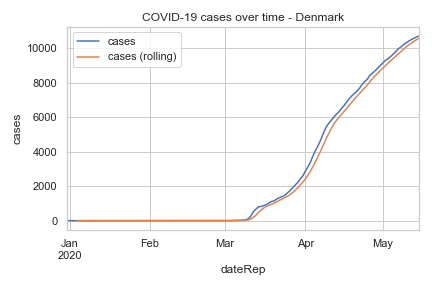 COVID-19 cases over time - Denmark
cases
cases (rolling)
10000
8000
6000
4000
2000
0
cases
Jan
2020
Feb
Mar
Apr
May
dateRep